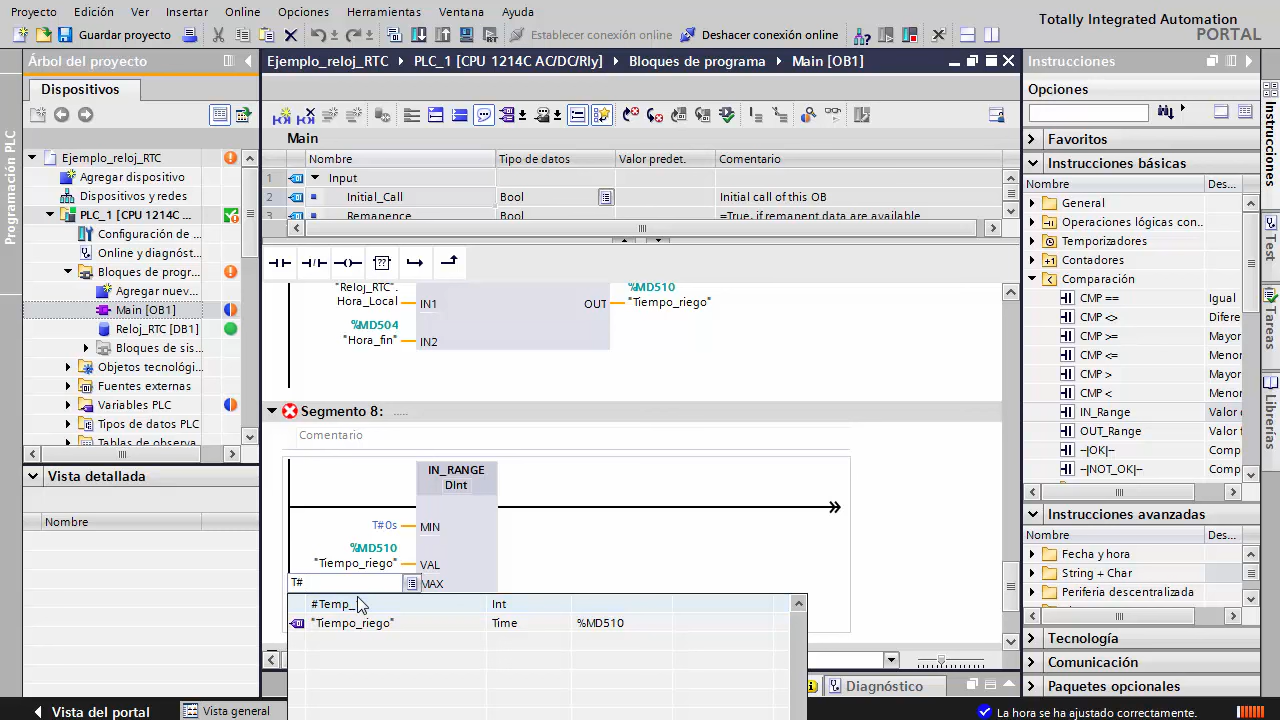 Proyecto Edición Ver Insertar Online Opciones Herramientas Ventana Ayuda
Totally Integrated Automation
PORTAL
Guardar proyecto Establecer conexión online Deshacer conexión online
Árbol del proyecto
Ejemplo_reloj_RTC PLC_1 [CPU 1214C AC/DC/Rly] Bloques de programa Main [OB1]
Instrucciones
Dispositivos
Opciones
Programación PLC
Main
Favoritos
Instrucciones básicas
Nombre Tipo de datos Valor predet. Comentario
1 Input
2 Initial_Call Bool Initial call of this OB
3 Remanence Bool =True, if remanent data are available
Ejemplo_reloj_RTC
Agregar dispositivo
Dispositivos y redes
PLC_1 [CPU 1214C ...
Configuración de ...
Online y diagnóst...
Bloques de progr...
Agregar nuev...
Main [OB1]
Reloj_RTC [DB1]
Bloques de sis...
Objetos tecnológi...
Fuentes externas
Variables PLC
Tipos de datos PLC
Tablas de observa...
Vista detallada
Nombre
"Reloj_RTC".
Hora_Local IN1
%MD504
"Hora_fin" IN2
%MD510
OUT "Tiempo_riego"
Segmento 8: .....
Comentario
IN_RANGE
DInt
T#0s MIN
%MD510
"Tiempo_riego" VAL
T# MAX
#Temp_ Int
"Tiempo_riego" Time %MD510
Nombre Des...
General
Operaciones lógicas con...
Temporizadores
Contadores
Comparación
CMP == Igual
CMP <> Difere
CMP >= Mayor
CMP <= Menor
CMP > Mayor
CMP < Menor
IN_Range Valor
OUT_Range Valor f
-|OK|- Comp
-|NOT_OK|- Comp
Instrucciones avanzadas
Nombre Des...
Fecha y hora
String + Char
Periferia descentralizada
Tecnología
Comunicación
Paquetes opcionales
Instrucciones
Test
Tareas
Librerías
Diagnóstico
Vista del portal Vista general
La hora se ha ajustado correctamente.